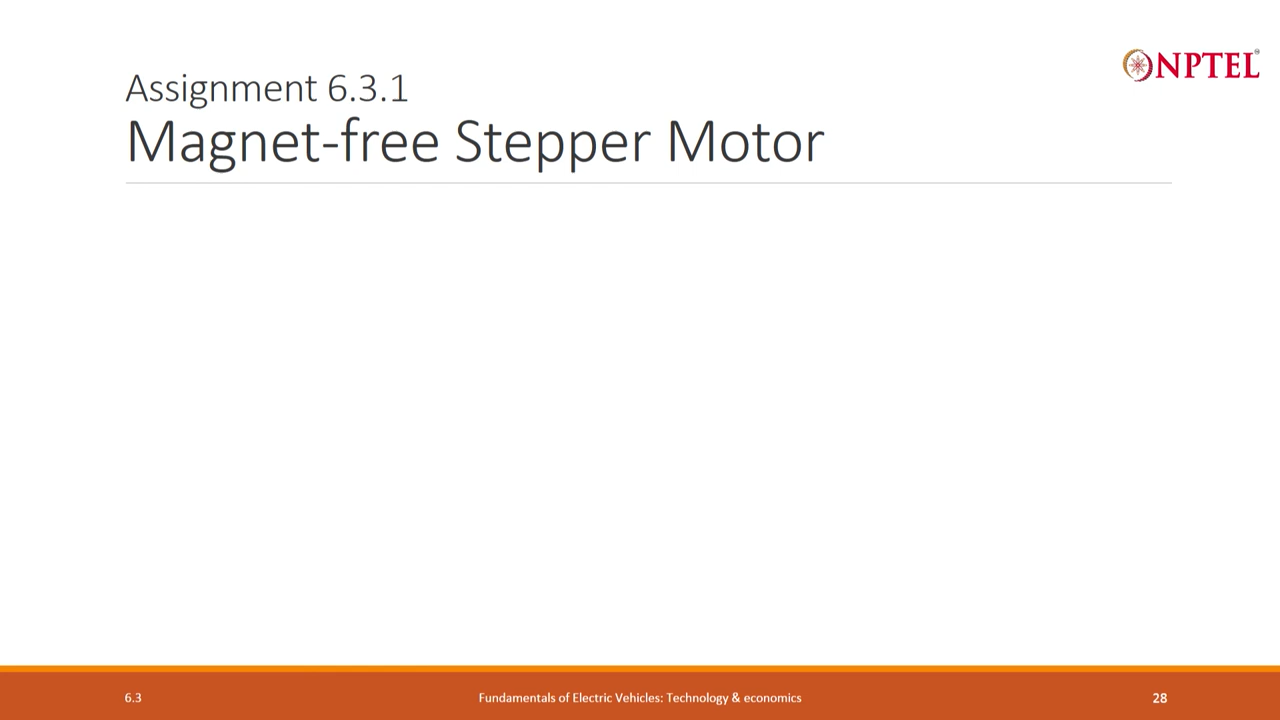 NPTEL
Assignment 6.3.1
Magnet-free Stepper Motor
6.3
Fundamentals of Electric Vehicles: Technology & economics
28